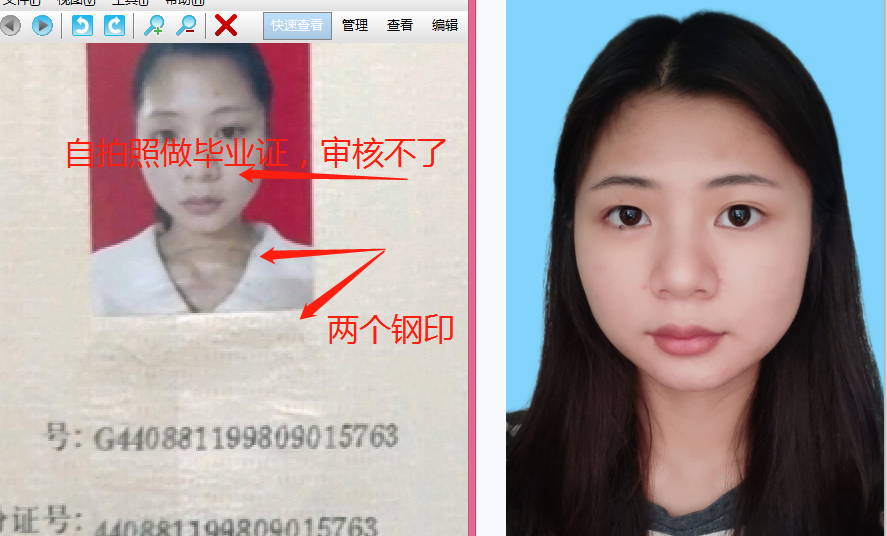 快速查看 管理 查看 编辑
自拍照做毕业证，审核不了
两个钢印
号：G440881199809015763
份证号：440881199809015763